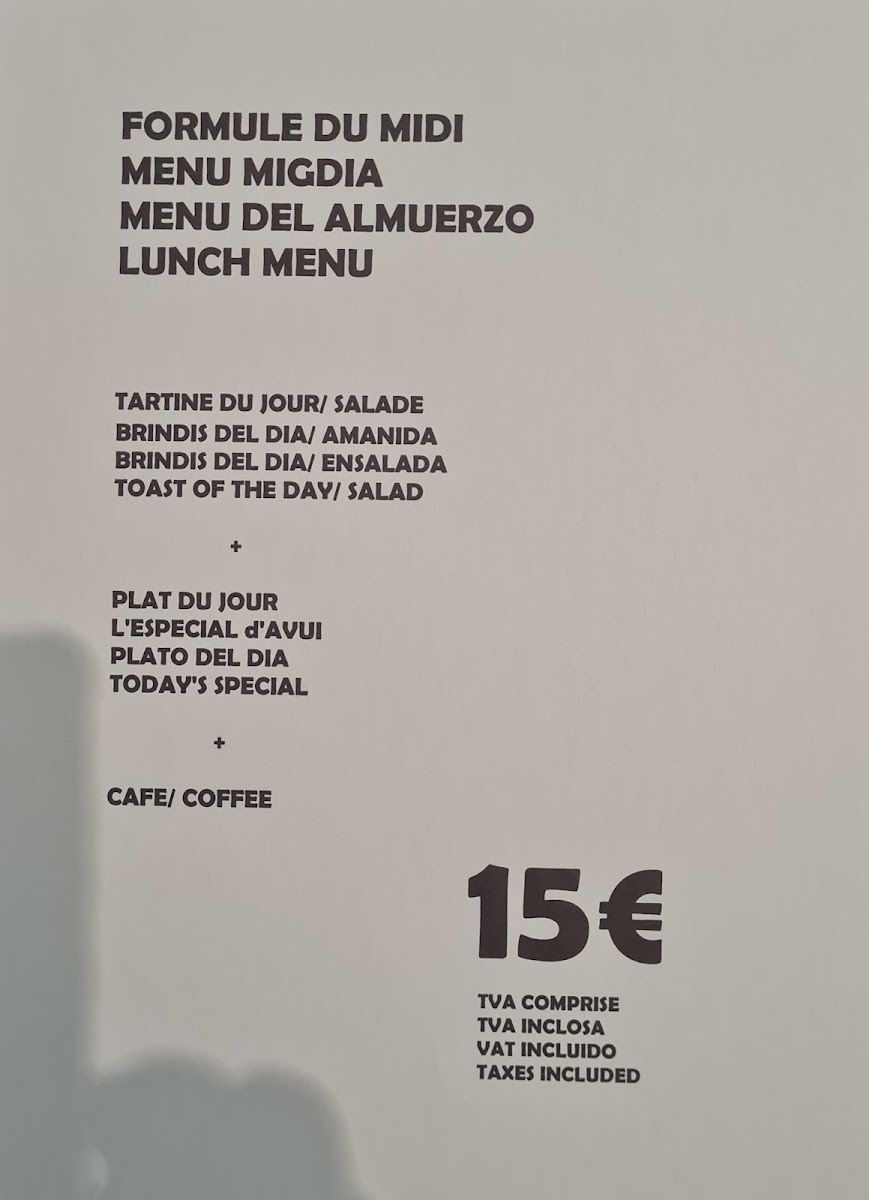 FORMULE DU MIDI
MENU MIGDIA
MENU DEL ALMUERZO
LUNCH MENU
TARTINE DU JOUR/ SALADE
BRINDIS DEL DIA/ AMANIDA
BRINDIS DEL DIA/ ENSALADA
TOAST OF THE DAY/ SALAD
+
PLAT DU JOUR
L'ESPECIAL d'AVUI
PLATO DEL DIA
TODAY'S SPECIAL
+
CAFE/ COFFEE
15€
TVA COMPRISE
TVA INCLOSA
VAT INCLUIDO
TAXES INCLUDED